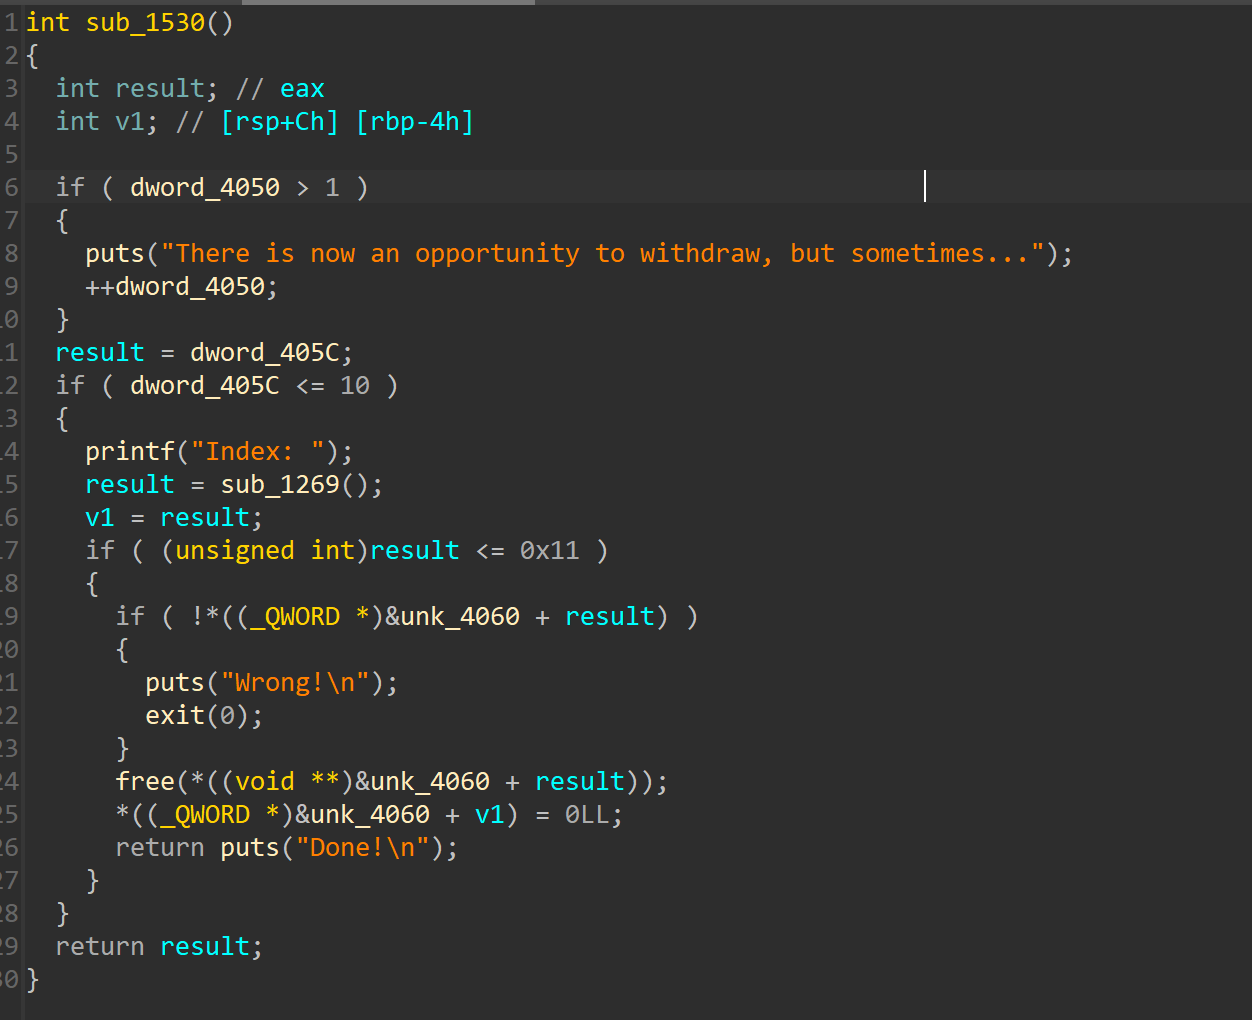 1 int sub_1530()
2 {
3   int result; // eax
4   int v1; // [rsp+Ch] [rbp-4h]
5
6   if ( dword_4050 > 1 )
7   {
8     puts("There is now an opportunity to withdraw, but sometimes...");
9     ++dword_4050;
10   }
11   result = dword_405C;
12   if ( dword_405C <= 10 )
13   {
14     printf("Index: ");
15     result = sub_1269();
16     v1 = result;
17     if ( (unsigned int)result <= 0x11 )
18     {
19       if ( !*((_QWORD *)&unk_4060 + result) )
20       {
21         puts("Wrong!\n");
22         exit(0);
23       }
24       free(*((void **)&unk_4060 + result));
25       *((_QWORD *)&unk_4060 + v1) = 0LL;
26       return puts("Done!\n");
27     }
28   }
29   return result;
30 }